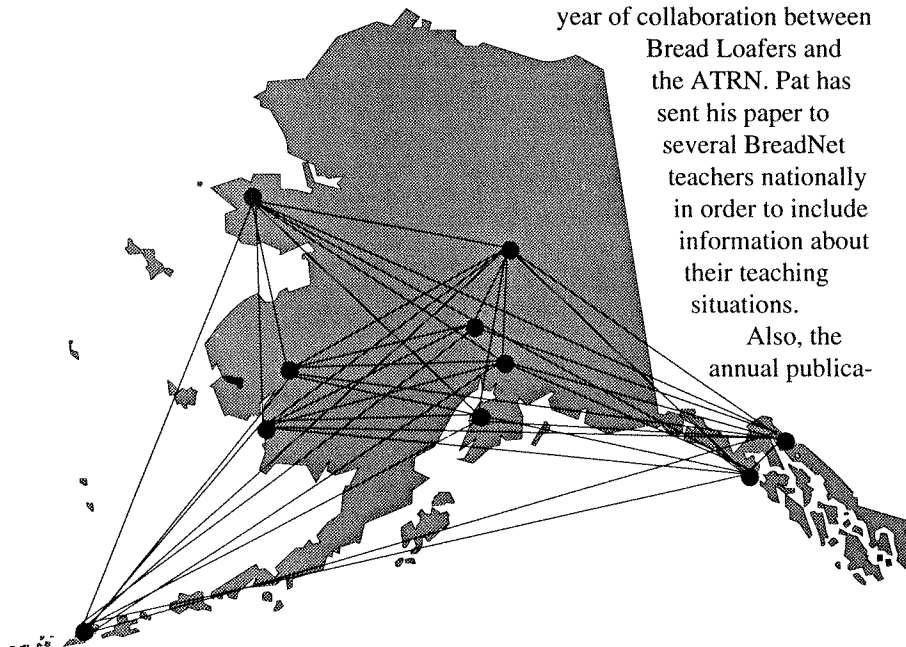 year of collaboration between
Bread Loafers and
the ATRN. Pat has
sent his paper to
several BreadNet
teachers nationally
in order to include
information about
their teaching
situations.
Also, the
annual publica-